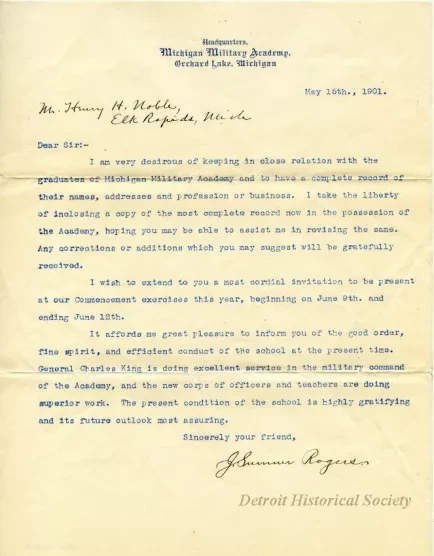 Headquarters,
Michigan Military Academy,
Orchard Lake, Michigan
May 15th., 1901.
Mr. Henry H. Noble,
Elk Rapids, Mich
Dear Sir:-
I am very desirous of keeping in close relation with the
graduates of Michigan Military Academy and to have a complete record of
their names, addresses and profession or business. I take the liberty
of inclosing a copy of the most complete record now in the possession of
the Academy, hoping you may be able to assist me in revising the same.
Any corrections or additions which you may suggest will be gratefully
received.
I wish to extend to you a most cordial invitation to be present
at our Commencement exercises this year, beginning on June 9th. and
ending June 12th.
It affords me great pleasure to inform you of the good order,
fine spirit, and efficient conduct of the school at the present time.
General Charles King is doing excellent service in the military command
of the Academy, and the new corps of officers and teachers are doing
superior work. The present condition of the school is highly gratifying
and its future outlook most assuring.
Sincerely your friend,
J. Sumner Rogers
Detroit Historical Society